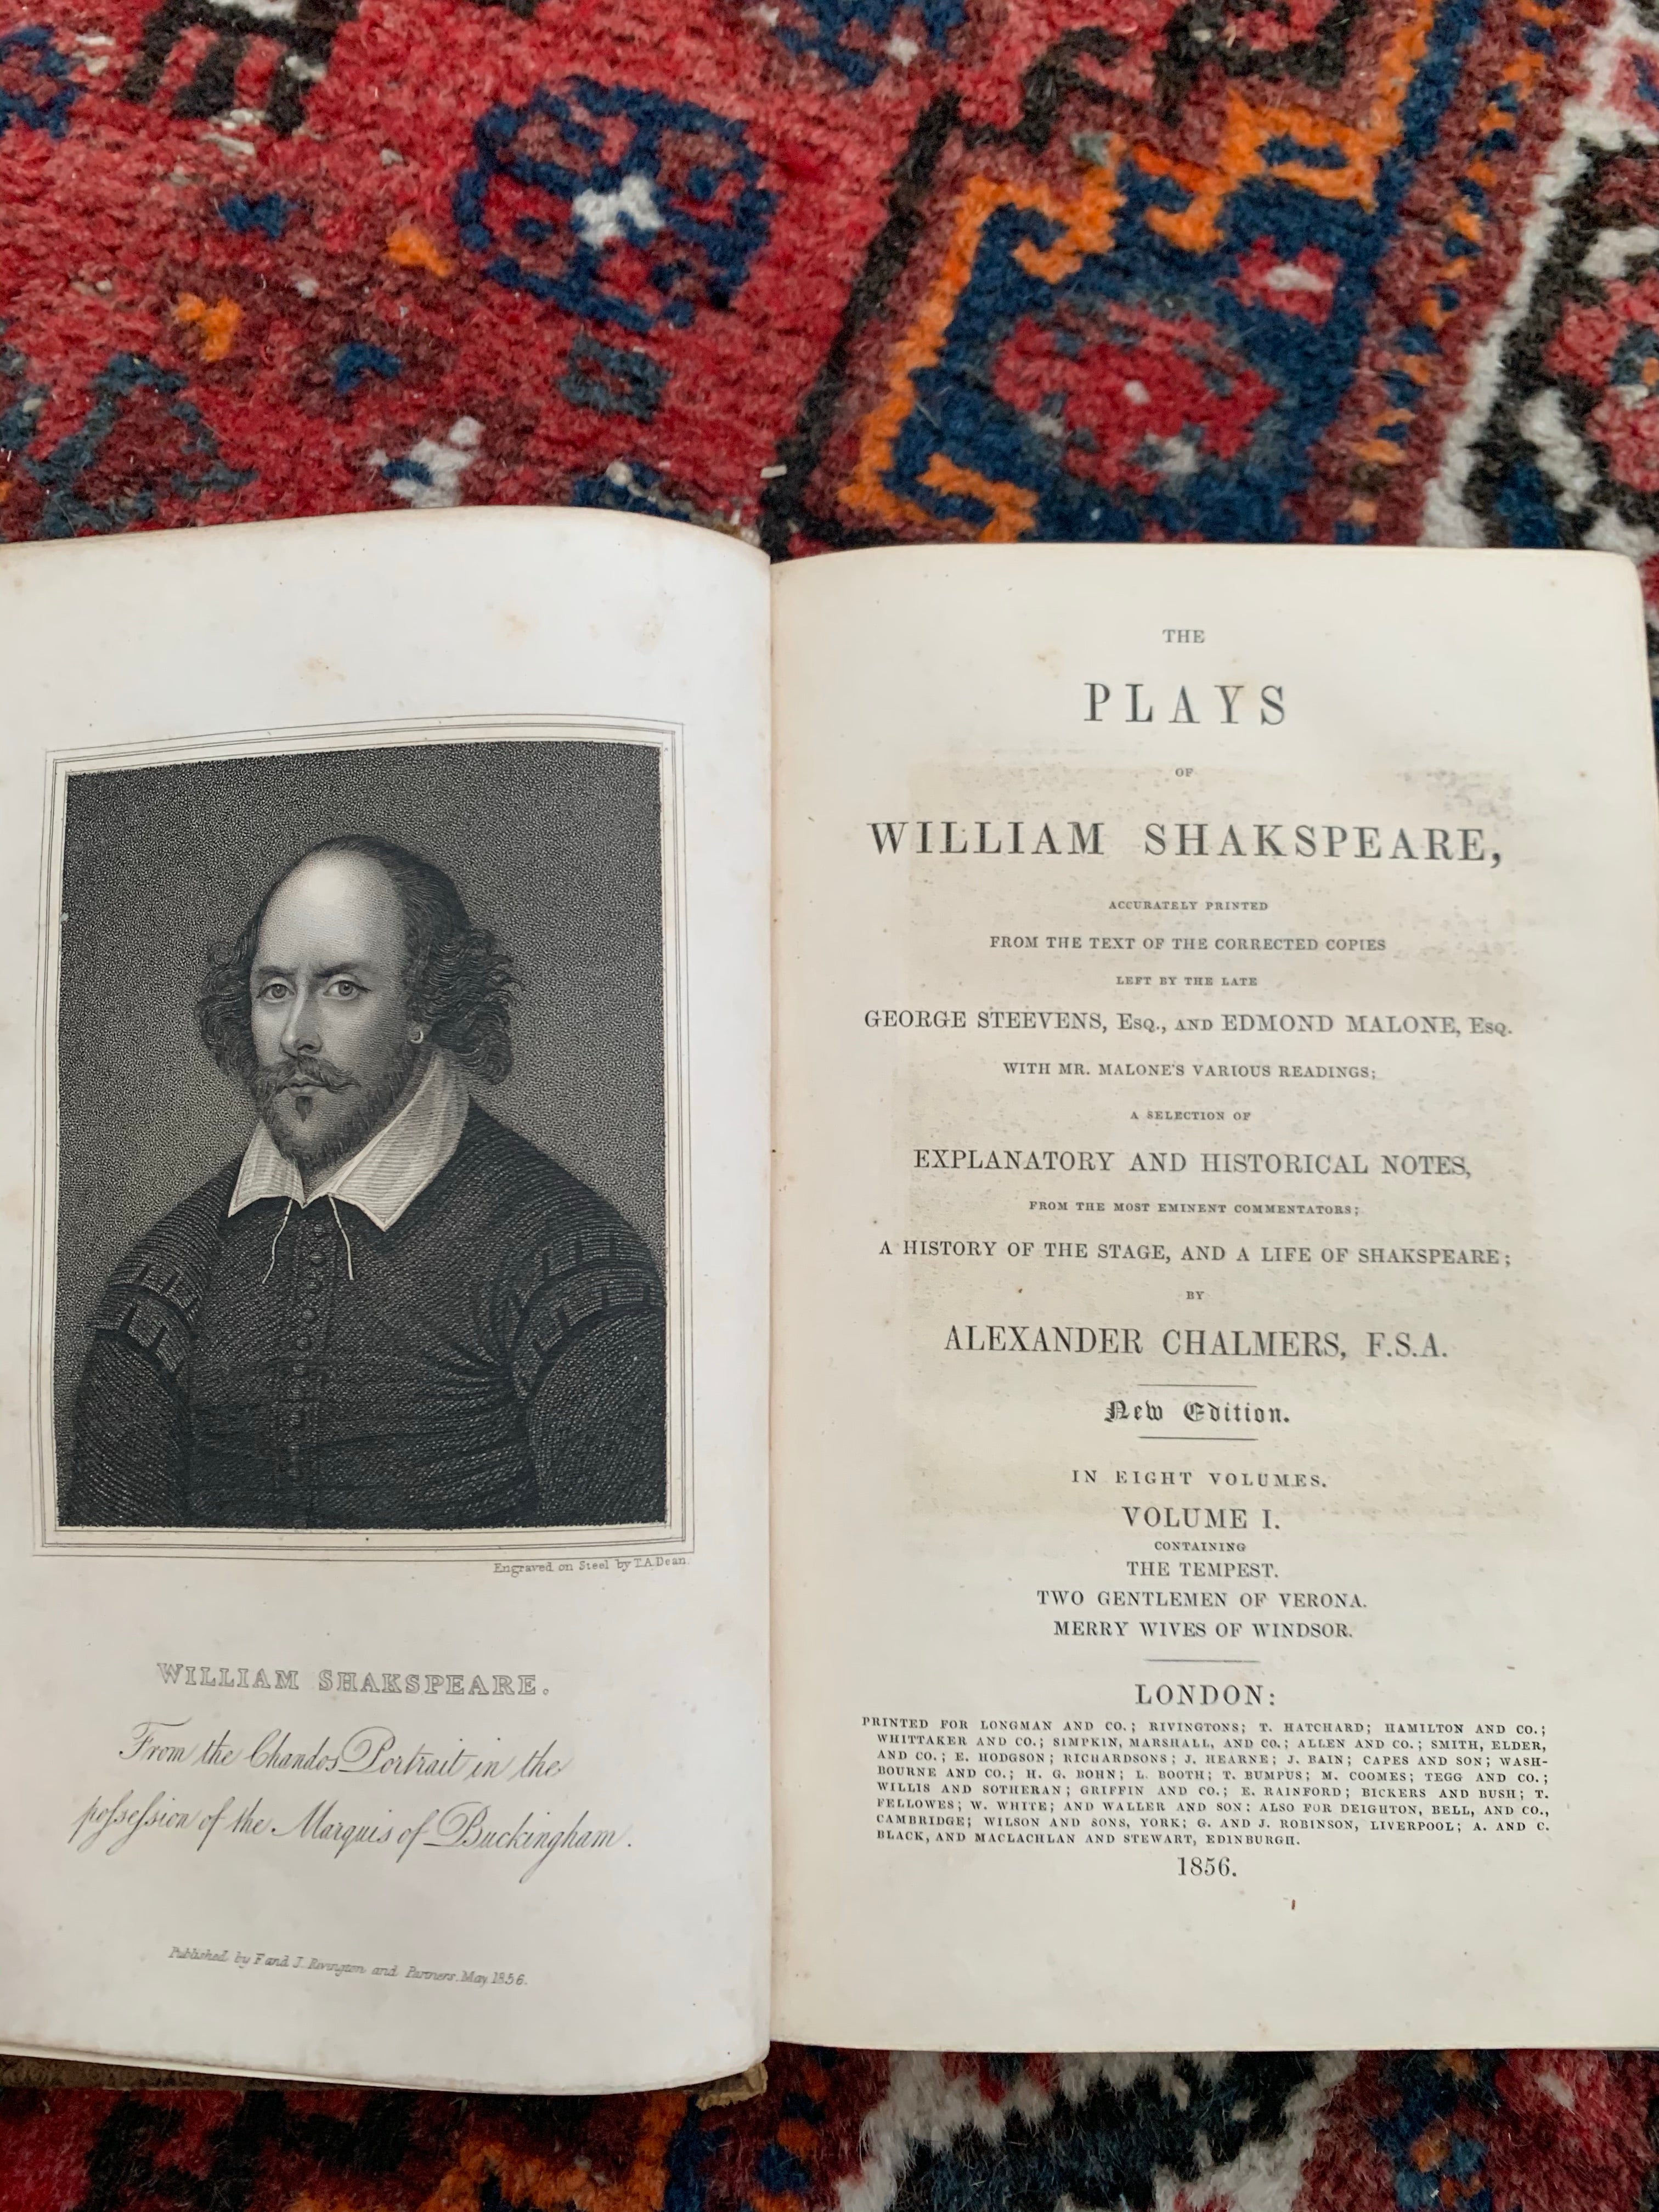 Engraved on Steel by T.A.Dean.
WILLIAM SHAKSPEARE.
From the Chandos Portrait in the
poſseſsion of the Marquis of Buckingham.
Published by F and J. Rivington and Partners. May, 1856.
THE
PLAYS
OF
WILLIAM SHAKSPEARE,
ACCURATELY PRINTED
FROM THE TEXT OF THE CORRECTED COPIES
LEFT BY THE LATE
GEORGE STEEVENS, Esq., AND EDMOND MALONE, Esq.
WITH MR. MALONE'S VARIOUS READINGS;
A SELECTION OF
EXPLANATORY AND HISTORICAL NOTES,
FROM THE MOST EMINENT COMMENTATORS;
A HISTORY OF THE STAGE, AND A LIFE OF SHAKSPEARE;
BY
ALEXANDER CHALMERS, F.S.A.
New Edition.
IN EIGHT VOLUMES.
VOLUME I.
CONTAINING
THE TEMPEST.
TWO GENTLEMEN OF VERONA.
MERRY WIVES OF WINDSOR.
LONDON:
PRINTED FOR LONGMAN AND CO.; RIVINGTONS; T. HATCHARD; HAMILTON AND CO.;
WHITTAKER AND CO.; SIMPKIN, MARSHALL, AND CO.; ALLEN AND CO.; SMITH, ELDER,
AND CO.; E. HODGSON; RICHARDSONS; J. HEARNE; J. BAIN; CAPES AND SON; WASH-
BOURNE AND CO.; H. G. BOHN; L. BOOTH; T. BUMPUS; M. COOMES; TEGG AND CO.;
WILLIS AND SOTHERAN; GRIFFIN AND CO.; E. RAINFORD; BICKERS AND BUSH; T.
FELLOWES; W. WHITE; AND WALLER AND SON: ALSO FOR DEIGHTON, BELL, AND CO.,
CAMBRIDGE; WILSON AND SONS, YORK; G. AND J. ROBINSON, LIVERPOOL; A. AND C.
BLACK, AND MACLACHLAN AND STEWART, EDINBURGH.
1856.